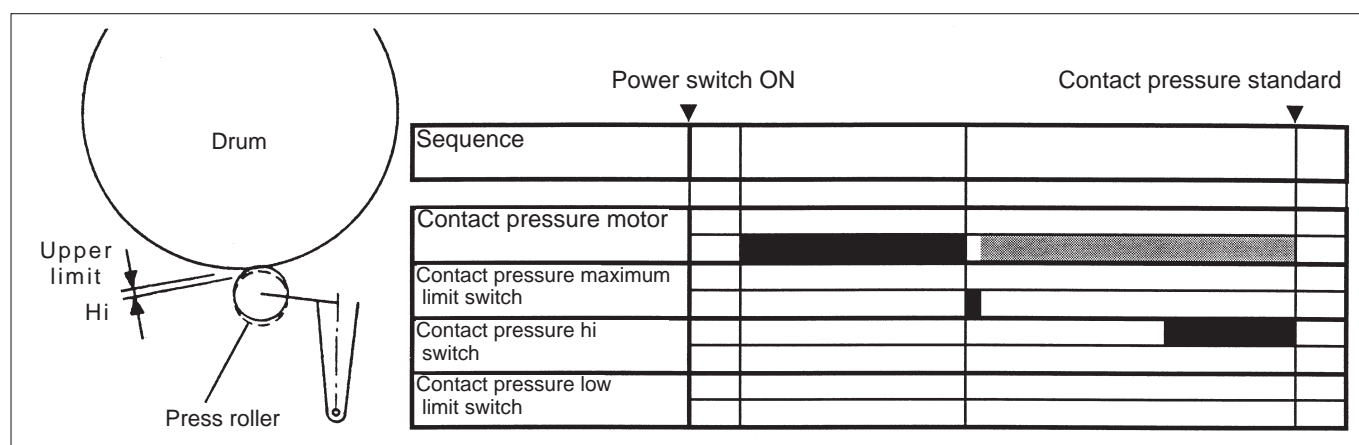 Power switch ON
Contact pressure standard
Drum
Sequence
Contact pressure motor
Upper
limit
Contact pressure maximum
limit switch
Hi
Contact pressure hi
switch
Contact pressure low
limit switch
Press roller